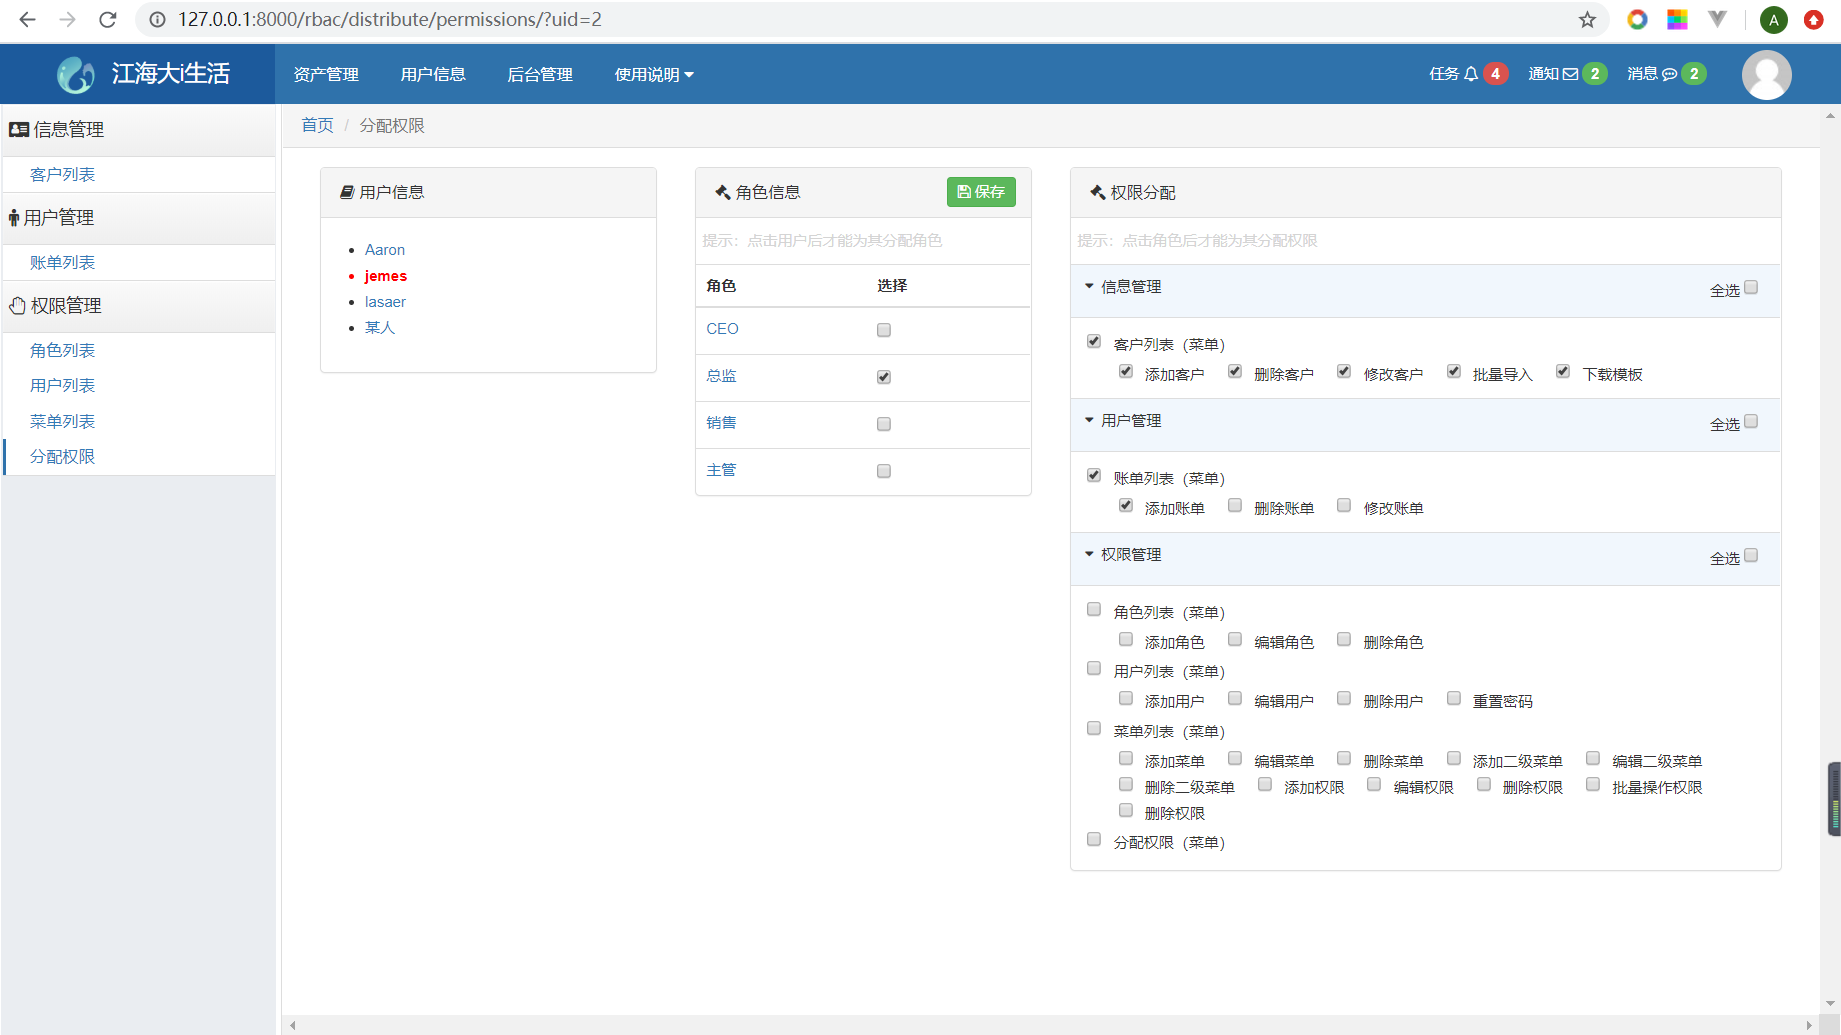 127.0.0.1:8000/rbac/distribute/permissions/?uid=2
A
江海大i生活
资产管理 用户信息 后台管理 使用说明
任务 4 通知 2 消息 2
信息管理
客户列表
用户管理
账单列表
权限管理
角色列表
用户列表
菜单列表
分配权限
首页 / 分配权限
用户信息
Aaron
jemes
lasaer
某人
角色信息 保存
提示：点击用户后才能为其分配角色
角色 选择
CEO
总监
销售
主管
权限分配
提示：点击角色后才能为其分配权限
信息管理 全选
客户列表（菜单）
添加客户 删除客户 修改客户 批量导入 下载模板
用户管理 全选
账单列表（菜单）
添加账单 删除账单 修改账单
权限管理 全选
角色列表（菜单）
添加角色 编辑角色 删除角色
用户列表（菜单）
添加用户 编辑用户 删除用户 重置密码
菜单列表（菜单）
添加菜单 编辑菜单 删除菜单 添加二级菜单 编辑二级菜单
删除二级菜单 添加权限 编辑权限 删除权限 批量操作权限
删除权限
分配权限（菜单）